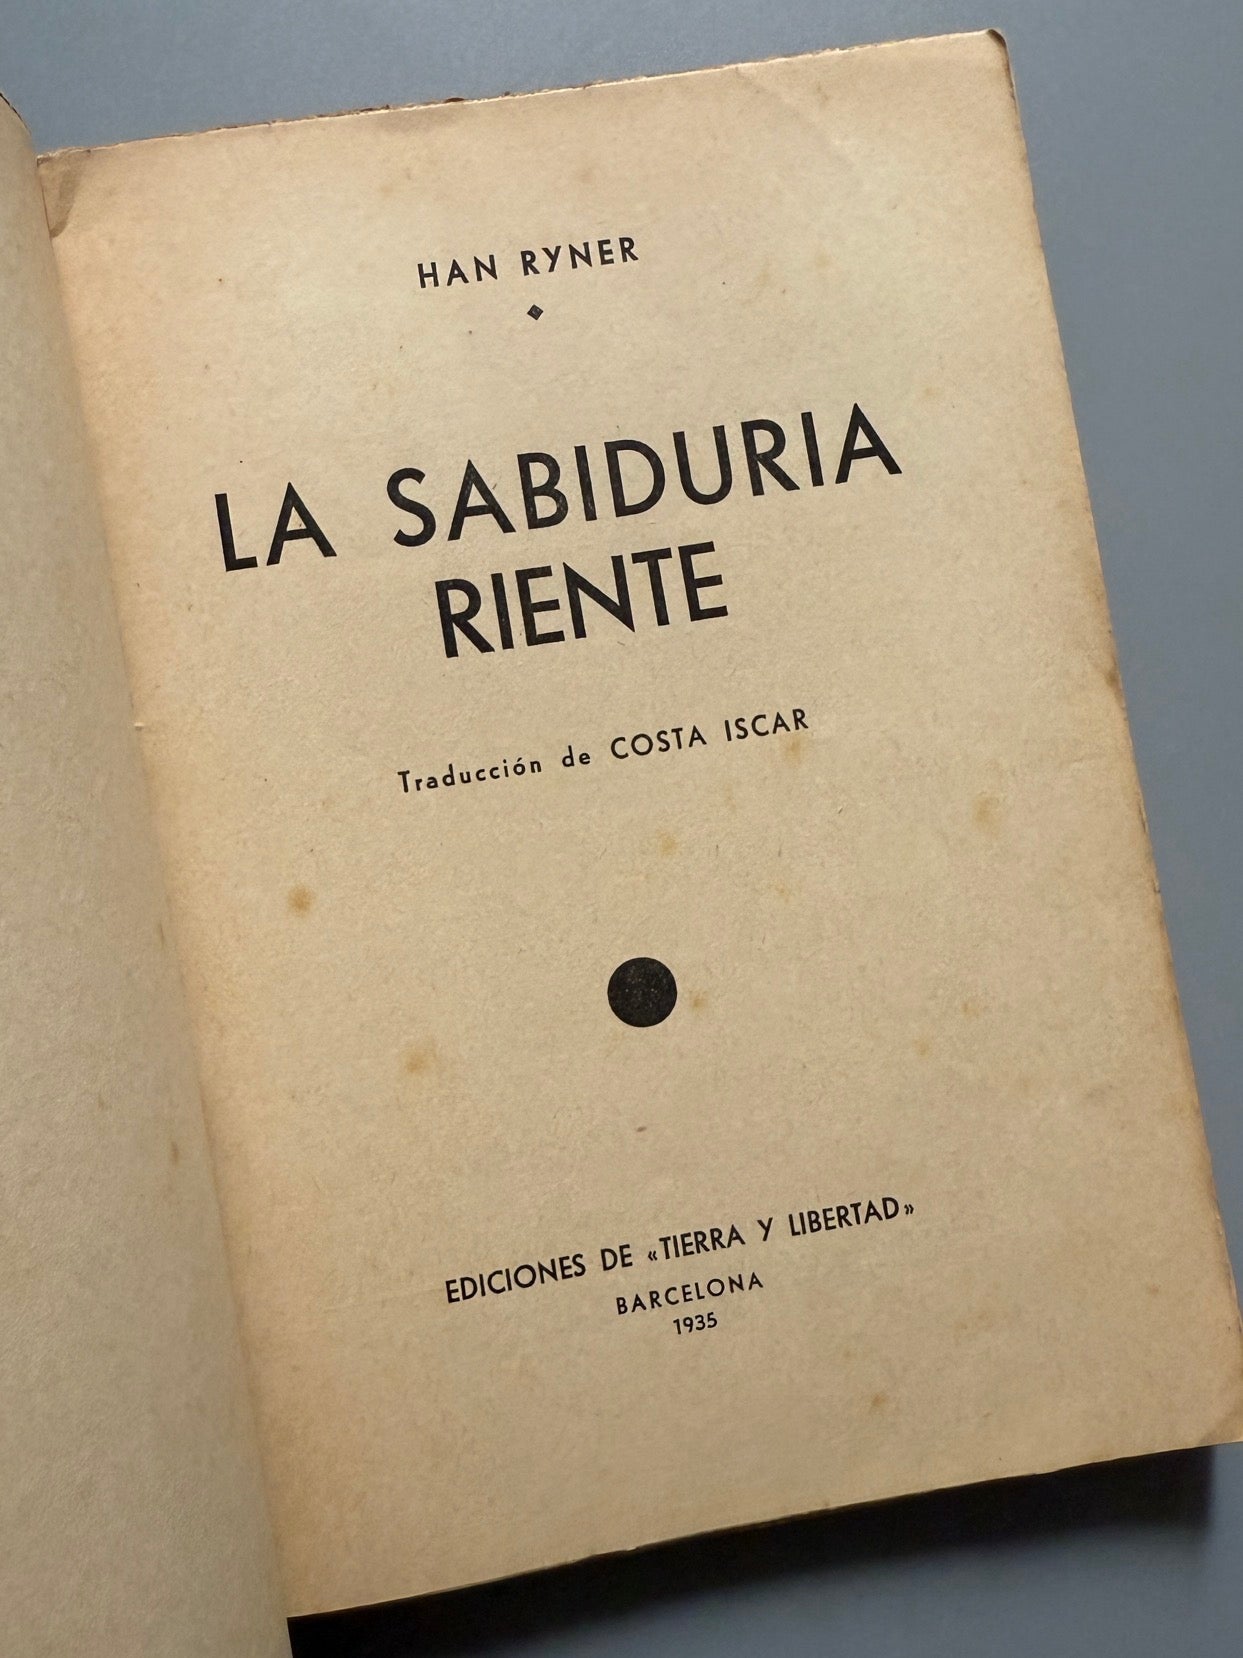 HAN RYNER
LA SABIDURIA
RIENTE
Traducción de COSTA ISCAR
EDICIONES DE «TIERRA Y LIBERTAD»
BARCELONA
1935